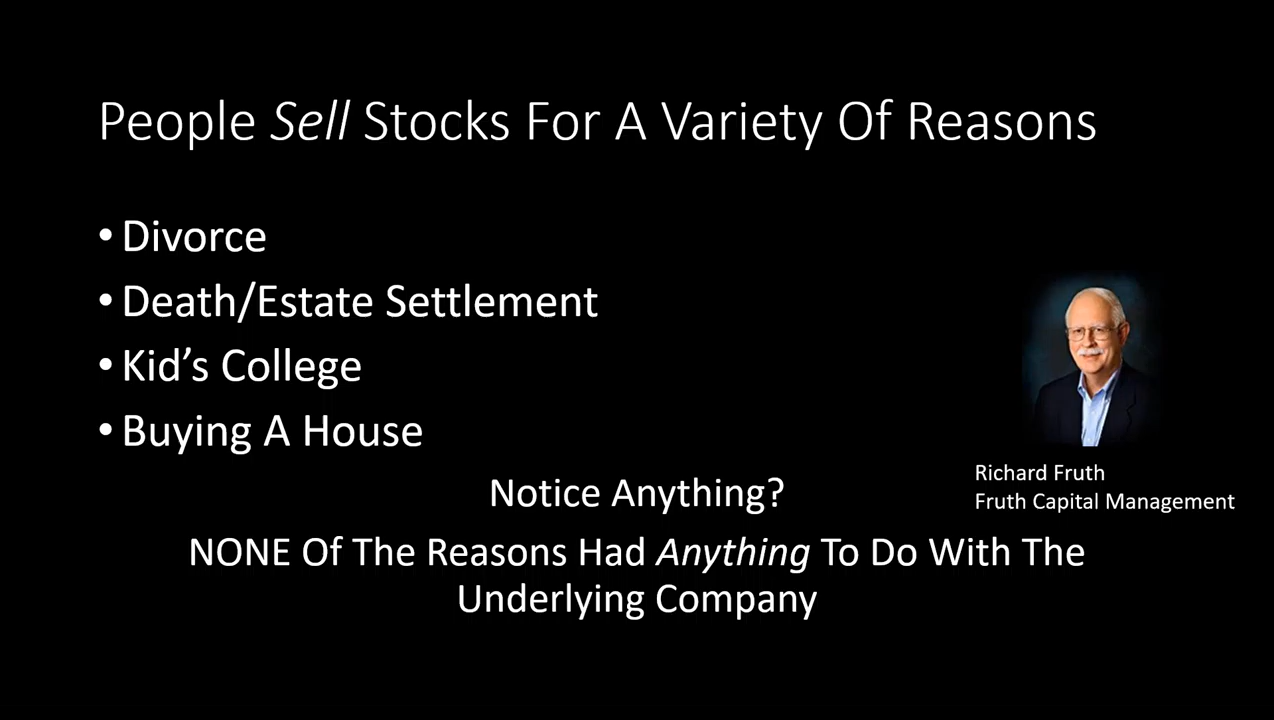 People Sell Stocks For A Variety Of Reasons
• Divorce
• Death/Estate Settlement
• Kid’s College
• Buying A House
Notice Anything?
NONE Of The Reasons Had Anything To Do With The
Underlying Company
Richard Fruth
Fruth Capital Management